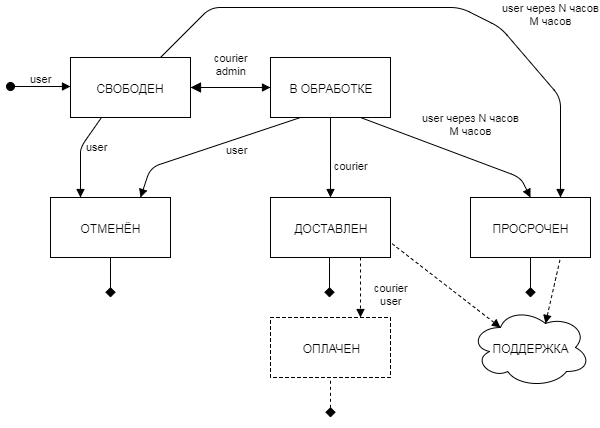 user через N часов
M часов
courier
admin
user
СВОБОДЕН
В ОБРАБОТКЕ
user через N часов
M часов
user
user
courier
ОТМЕНЁН
ДОСТАВЛЕН
ПРОСРОЧЕН
courier
user
ОПЛАЧЕН
ПОДДЕРЖКА